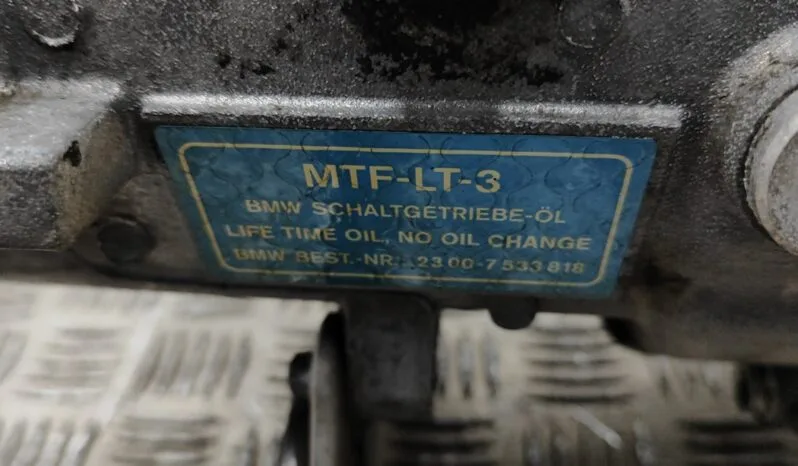 MTF-LT-3
BMW SCHALTGETRIEBE-ÖL
LIFE TIME OIL, NO OIL CHANGE
BMW BEST.-NR.: 23 00-7 533 818